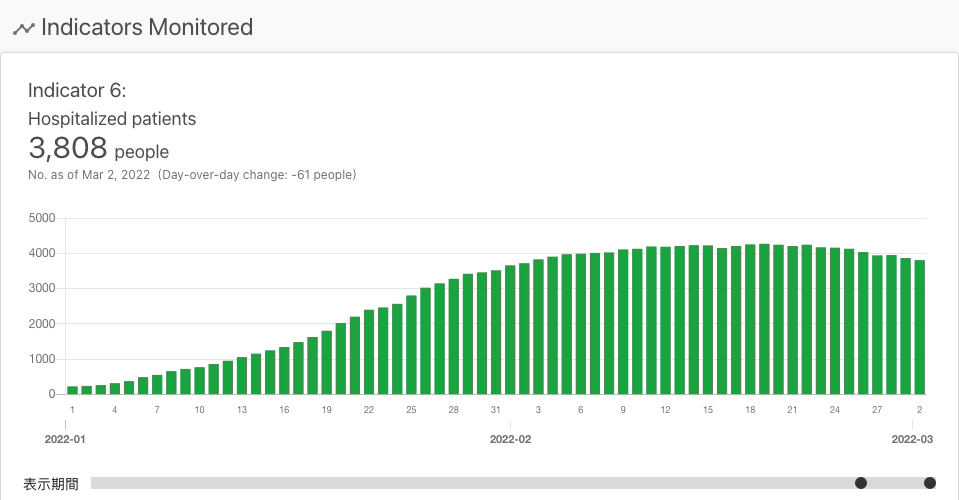 Indicators Monitored
Indicator 6:
Hospitalized patients
3,808 people
No. as of Mar 2, 2022 (Day-over-day change: -61 people)
5000
4000
3000
2000
1000
0
1 4 7 10 13 16 19 22 25 28 31 3 6 9 12 15 18 21 24 27 2
2022-01 2022-02 2022-03
表示期間